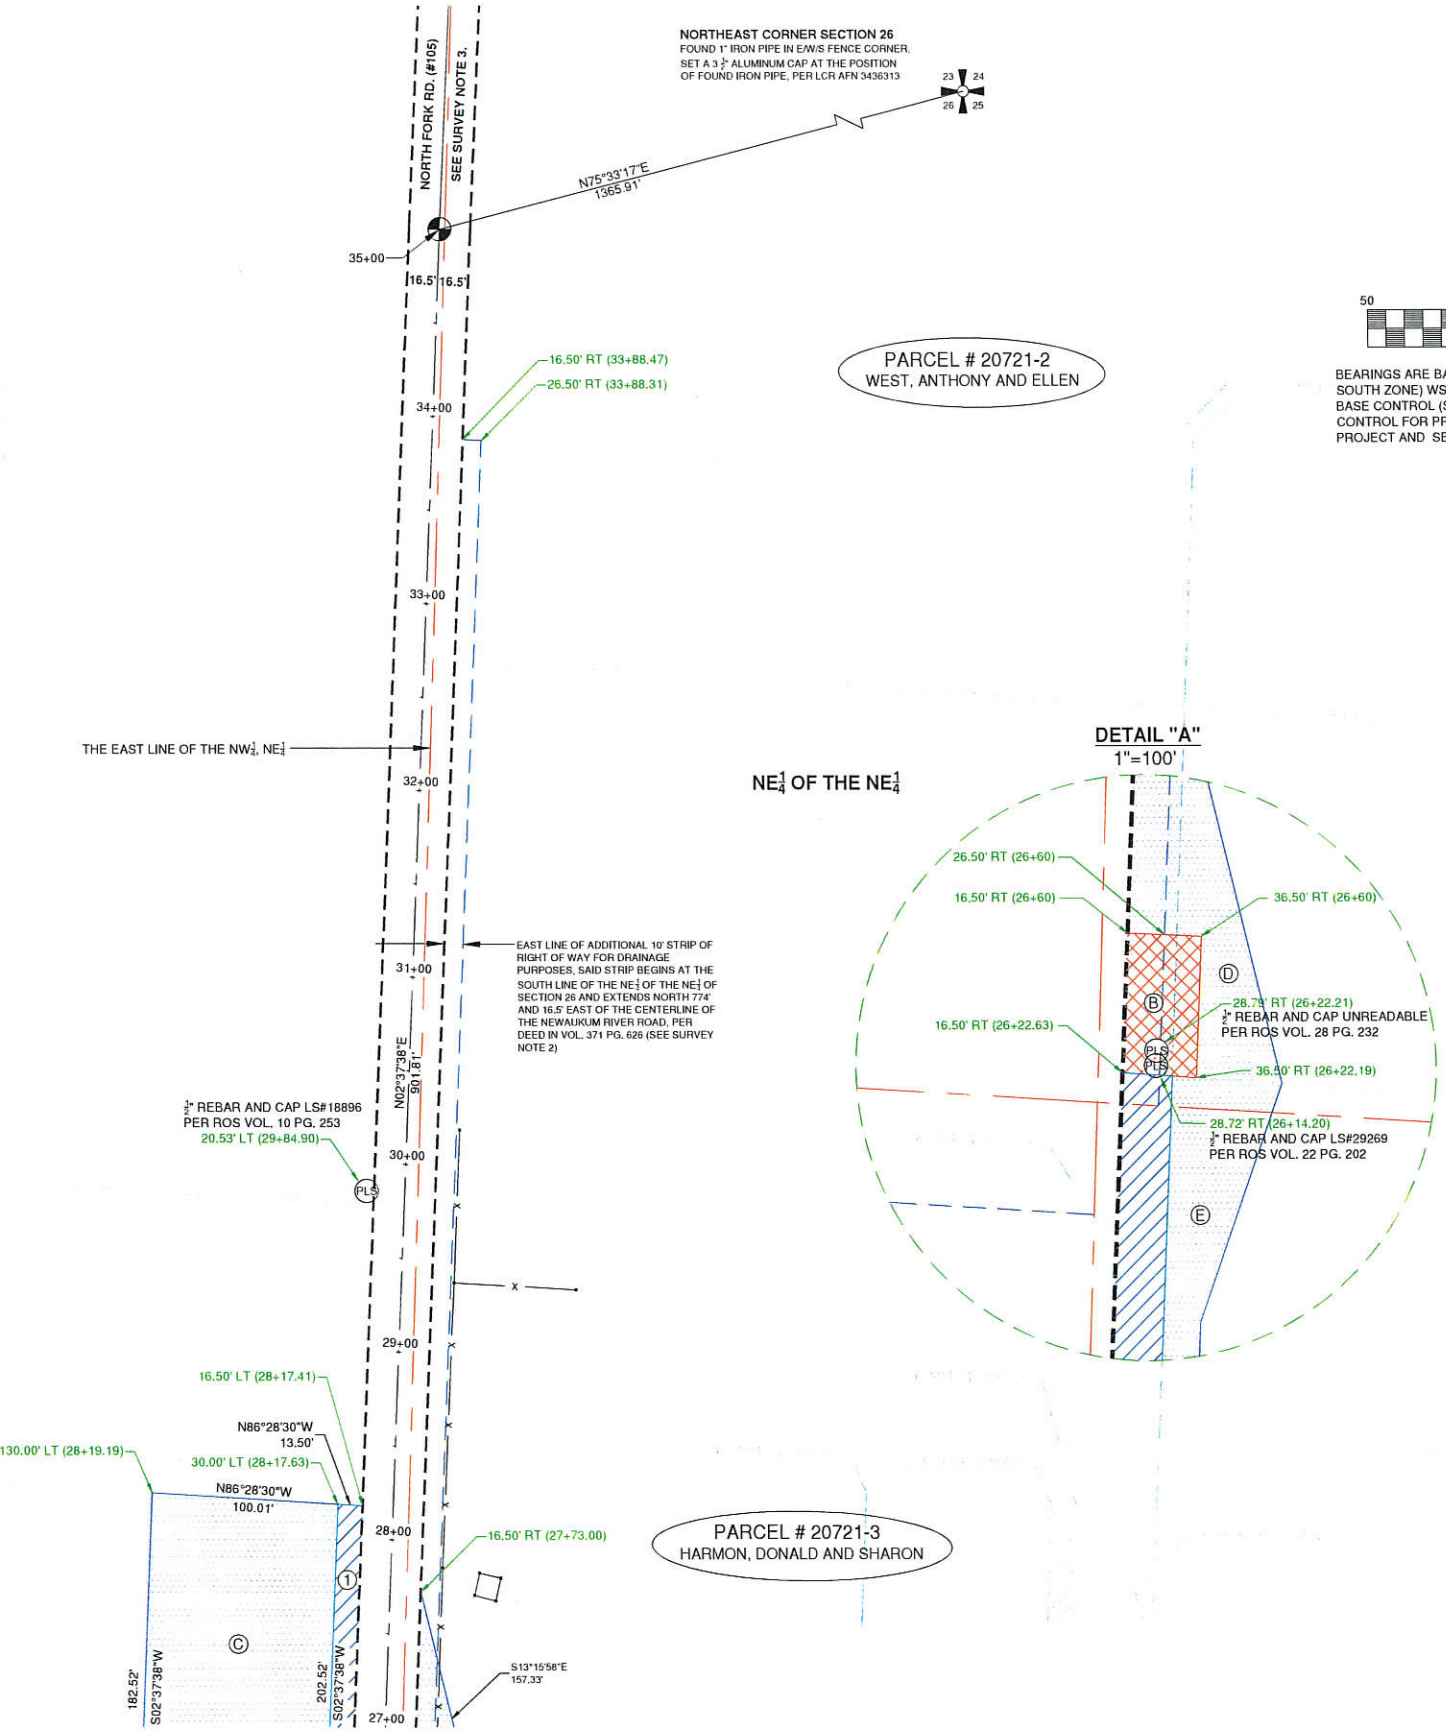 NORTH FORK RD. (#105)
SEE SURVEY NOTE 3.
NORTHEAST CORNER SECTION 26
FOUND 1" IRON PIPE IN E/W/S FENCE CORNER,
SET A 3 ½" ALUMINUM CAP AT THE POSITION
OF FOUND IRON PIPE, PER LCR AFN 3436313
23 24
26 25
N75°33'17"E
1365.91'
35+00
16.5' 16.5'
50
16.50' RT (33+88.47)
26.50' RT (33+88.31)
PARCEL # 20721-2
WEST, ANTHONY AND ELLEN
BEARINGS ARE BA
SOUTH ZONE) WS
BASE CONTROL (S
CONTROL FOR PR
PROJECT AND SE
34+00
33+00
THE EAST LINE OF THE NW¼, NE¼
32+00
NE¼ OF THE NE¼
DETAIL "A"
1"=100'
26.50' RT (26+60)
16.50' RT (26+60)
36.50' RT (26+60)
D
B
28.79' RT (26+22.21)
½" REBAR AND CAP UNREADABLE
PER ROS VOL. 28 PG. 232
16.50' RT (26+22.63)
PLS
PLS
36.50' RT (26+22.19)
28.72' RT (26+14.20)
½" REBAR AND CAP LS#29269
PER ROS VOL. 22 PG. 202
E
EAST LINE OF ADDITIONAL 10' STRIP OF
RIGHT OF WAY FOR DRAINAGE
PURPOSES, SAID STRIP BEGINS AT THE
SOUTH LINE OF THE NE¼ OF THE NE¼ OF
SECTION 26 AND EXTENDS NORTH 774'
AND 16.5' EAST OF THE CENTERLINE OF
THE NEWAUKUM RIVER ROAD, PER
DEED IN VOL. 371 PG. 626 (SEE SURVEY
NOTE 2)
31+00
N02°37'38"E
901.81'
½" REBAR AND CAP LS#18896
PER ROS VOL. 10 PG. 253
20.53' LT (29+84.90)
30+00
PLS
X
X
29+00
X
16.50' LT (28+17.41)
N86°28'30"W
13.50'
X
130.00' LT (28+19.19)
30.00' LT (28+17.63)
N86°28'30"W
100.01'
X
28+00
16.50' RT (27+73.00)
PARCEL # 20721-3
HARMON, DONALD AND SHARON
1
C
X
S13°15'58"E
157.33'
182.52'
S02°37'38"W
202.52'
S02°37'38"W
X
27+00